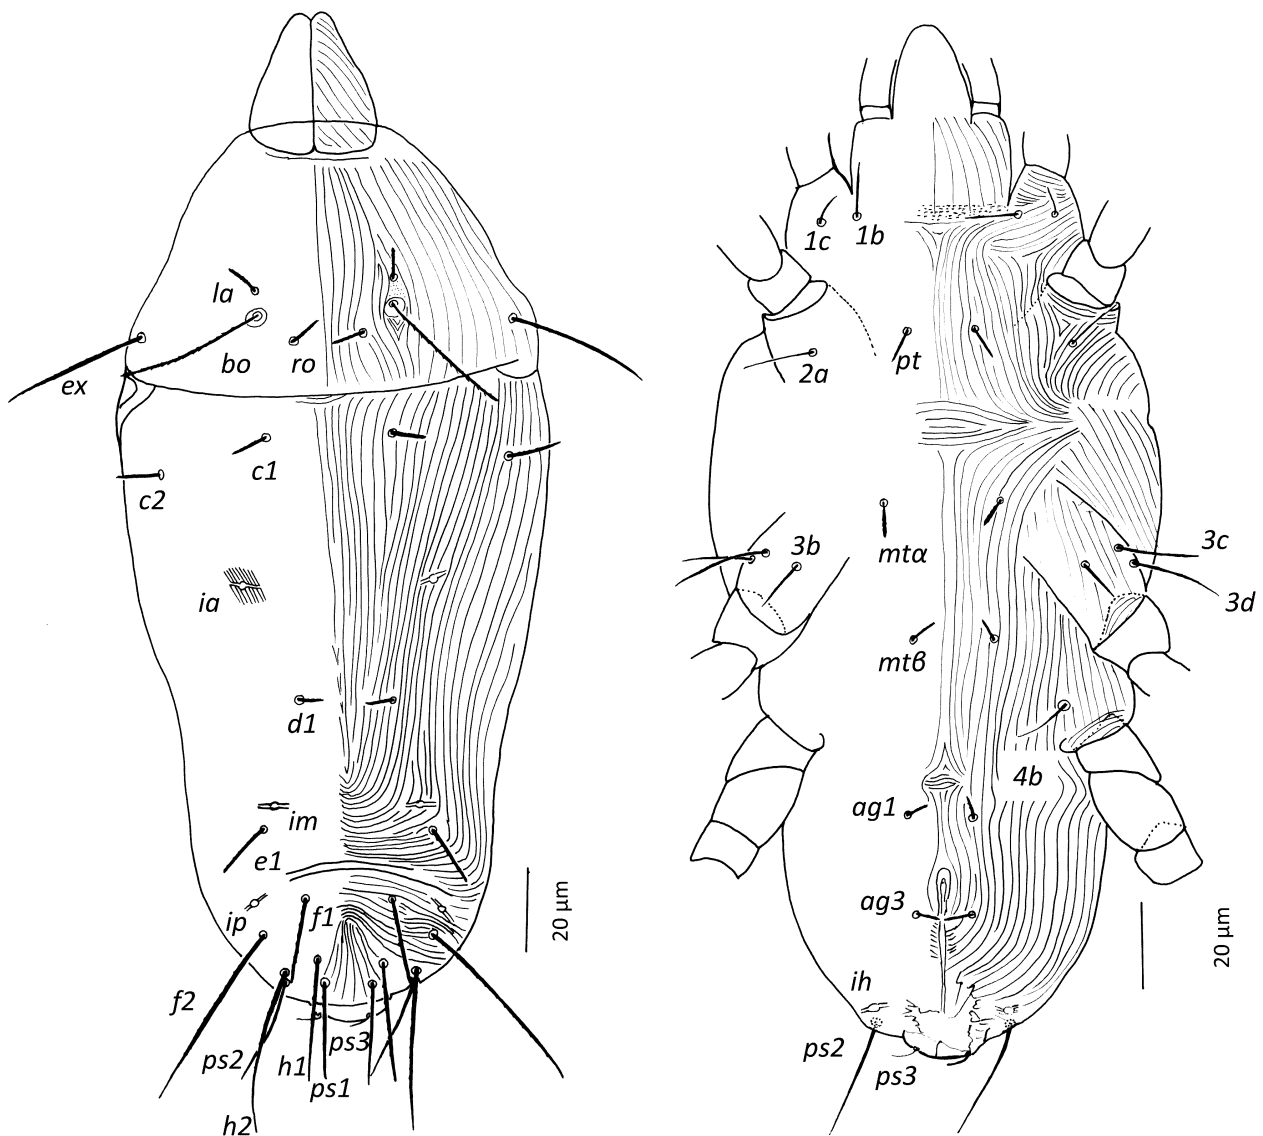 la
ex
bo
ro
c1
c2
ia
d1
im
e1
ip
f1
f2
ps2
h1
ps1
ps3
h2
20 µm
1c
1b
2a
pt
3b
mtα
3c
3d
mtβ
4b
ag1
ag3
ih
ps2
ps3
20 µm